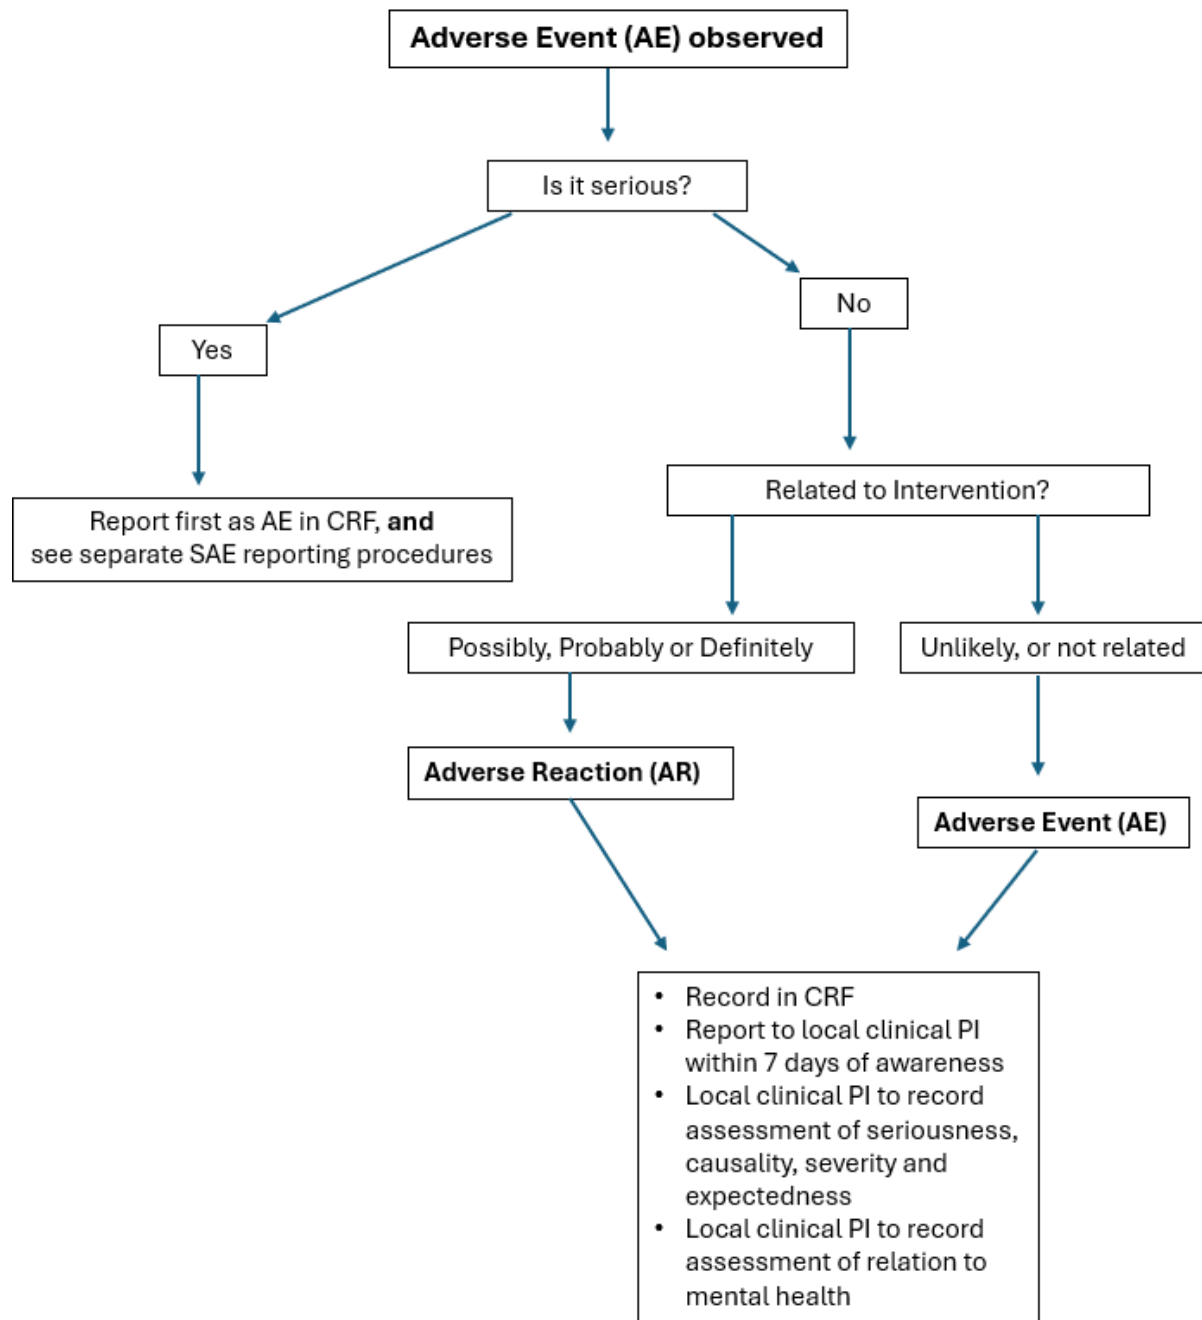 Adverse Event (AE) observed
Is it serious?
Yes
No
Report first as AE in CRF, and
see separate SAE reporting procedures
Related to Intervention?
Possibly, Probably or Definitely
Unlikely, or not related
Adverse Reaction (AR)
Adverse Event (AE)
• Record in CRF
• Report to local clinical PI
within 7 days of awareness
• Local clinical PI to record
assessment of seriousness,
causality, severity and
expectedness
• Local clinical PI to record
assessment of relation to
mental health